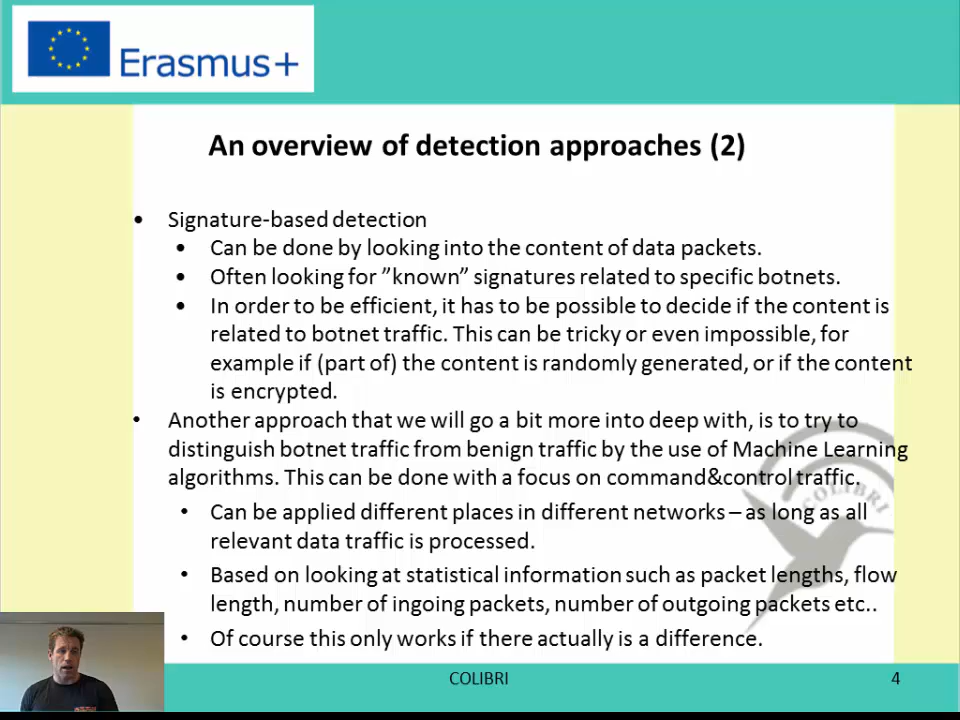 Erasmus+
An overview of detection approaches (2)
• Signature-based detection
• Can be done by looking into the content of data packets.
• Often looking for ”known” signatures related to specific botnets.
• In order to be efficient, it has to be possible to decide if the content is
related to botnet traffic. This can be tricky or even impossible, for
example if (part of) the content is randomly generated, or if the content
is encrypted.
• Another approach that we will go a bit more into deep with, is to try to
distinguish botnet traffic from benign traffic by the use of Machine Learning
algorithms. This can be done with a focus on command&control traffic.
• Can be applied different places in different networks – as long as all
relevant data traffic is processed.
• Based on looking at statistical information such as packet lengths, flow
length, number of ingoing packets, number of outgoing packets etc..
• Of course this only works if there actually is a difference.
COLIBRI
COLIBRI
4